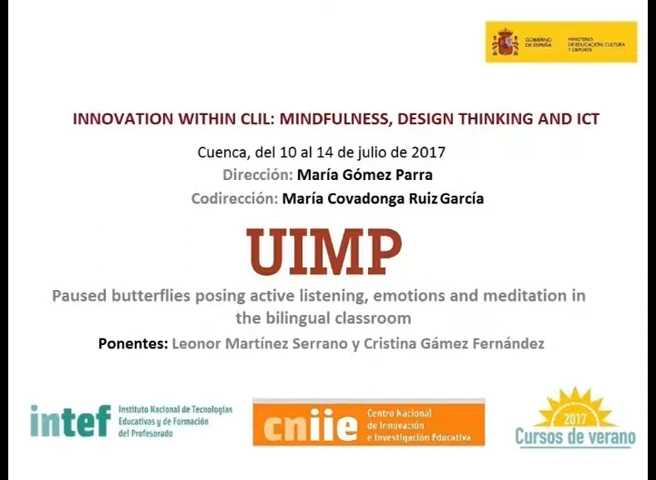 GOBIERNO DE ESPAÑA
MINISTERIO DE EDUCACIÓN, CULTURA Y DEPORTE
INNOVATION WITHIN CLIL: MINDFULNESS, DESIGN THINKING AND ICT
Cuenca, del 10 al 14 de julio de 2017
Dirección: María Gómez Parra
Codirección: María Covadonga Ruiz García
UIMP
Paused butterflies posing active listening, emotions and meditation in
the bilingual classroom
Ponentes: Leonor Martínez Serrano y Cristina Gámez Fernández
intef
Instituto Nacional de Tecnologías
Educativas y de Formación
del Profesorado
cniie
Centro Nacional
de Innovación
e Investigación Educativa
2017
Cursos de verano